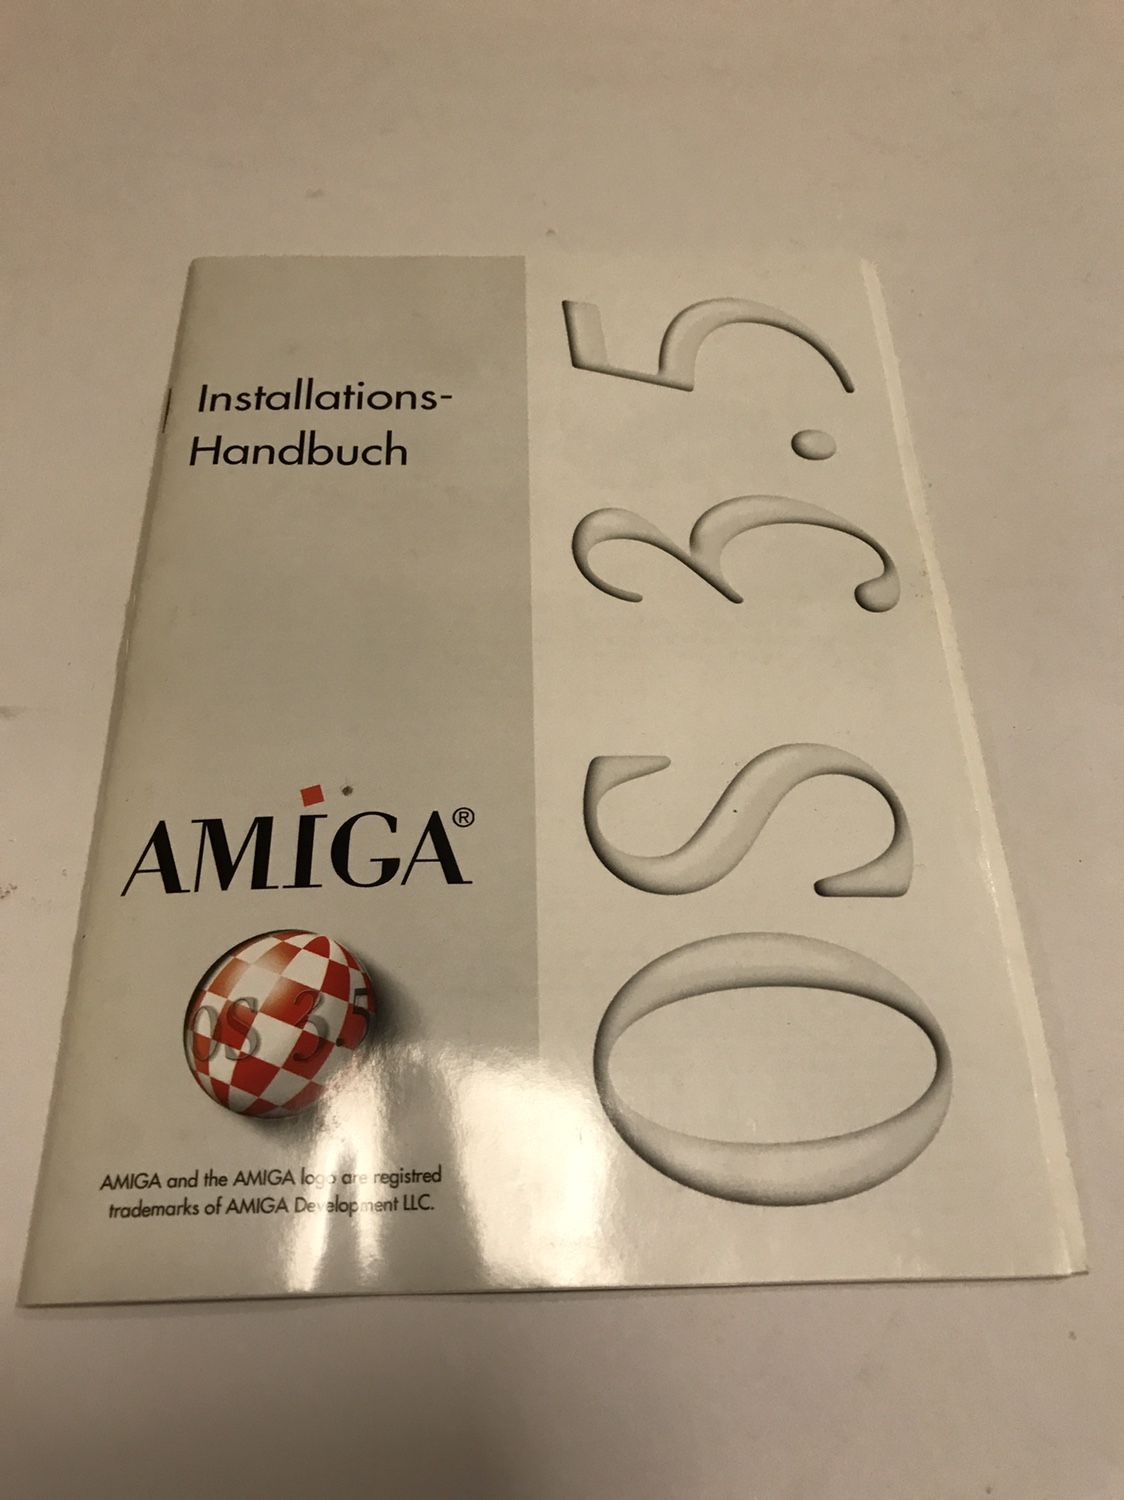 Installations-
Handbuch
AMIGA®
OS 3.5
AMIGA and the AMIGA logo are registred
trademarks of AMIGA Development LLC.
OS 3.5